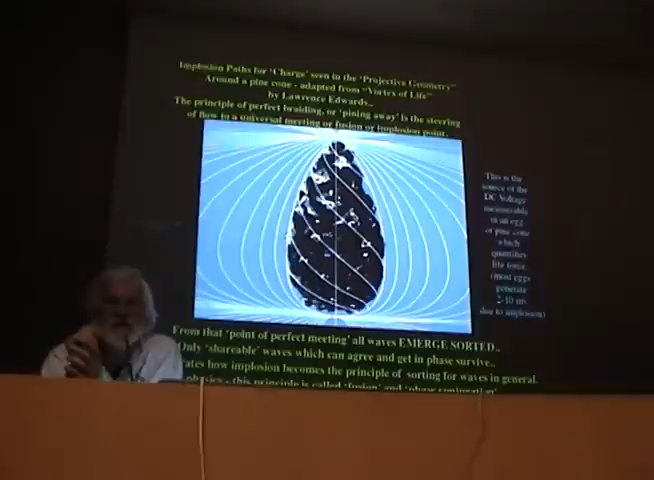 Implosion Paths for 'Charge' seen in the 'Projective Geometry'
Around a pine cone - adapted from "Vortex of Life"
by Lawrence Edwards..
The principle of perfect braiding, or 'pining away' is the steering
of flow to a universal meeting or fusion or implosion point.
This is the
source of the
DC Voltage
measurably
in an egg
or pine cone
which
quantifies
life force
(most eggs
generate
2-10 mv
due to implosion)
From that 'point of perfect meeting' all waves EMERGE SORTED..
Only 'shareable' waves which can agree and get in phase survive..
ates how implosion becomes the principle of sorting for waves in general.
physics - this principle is called 'fusion' and 'phase conjugation'